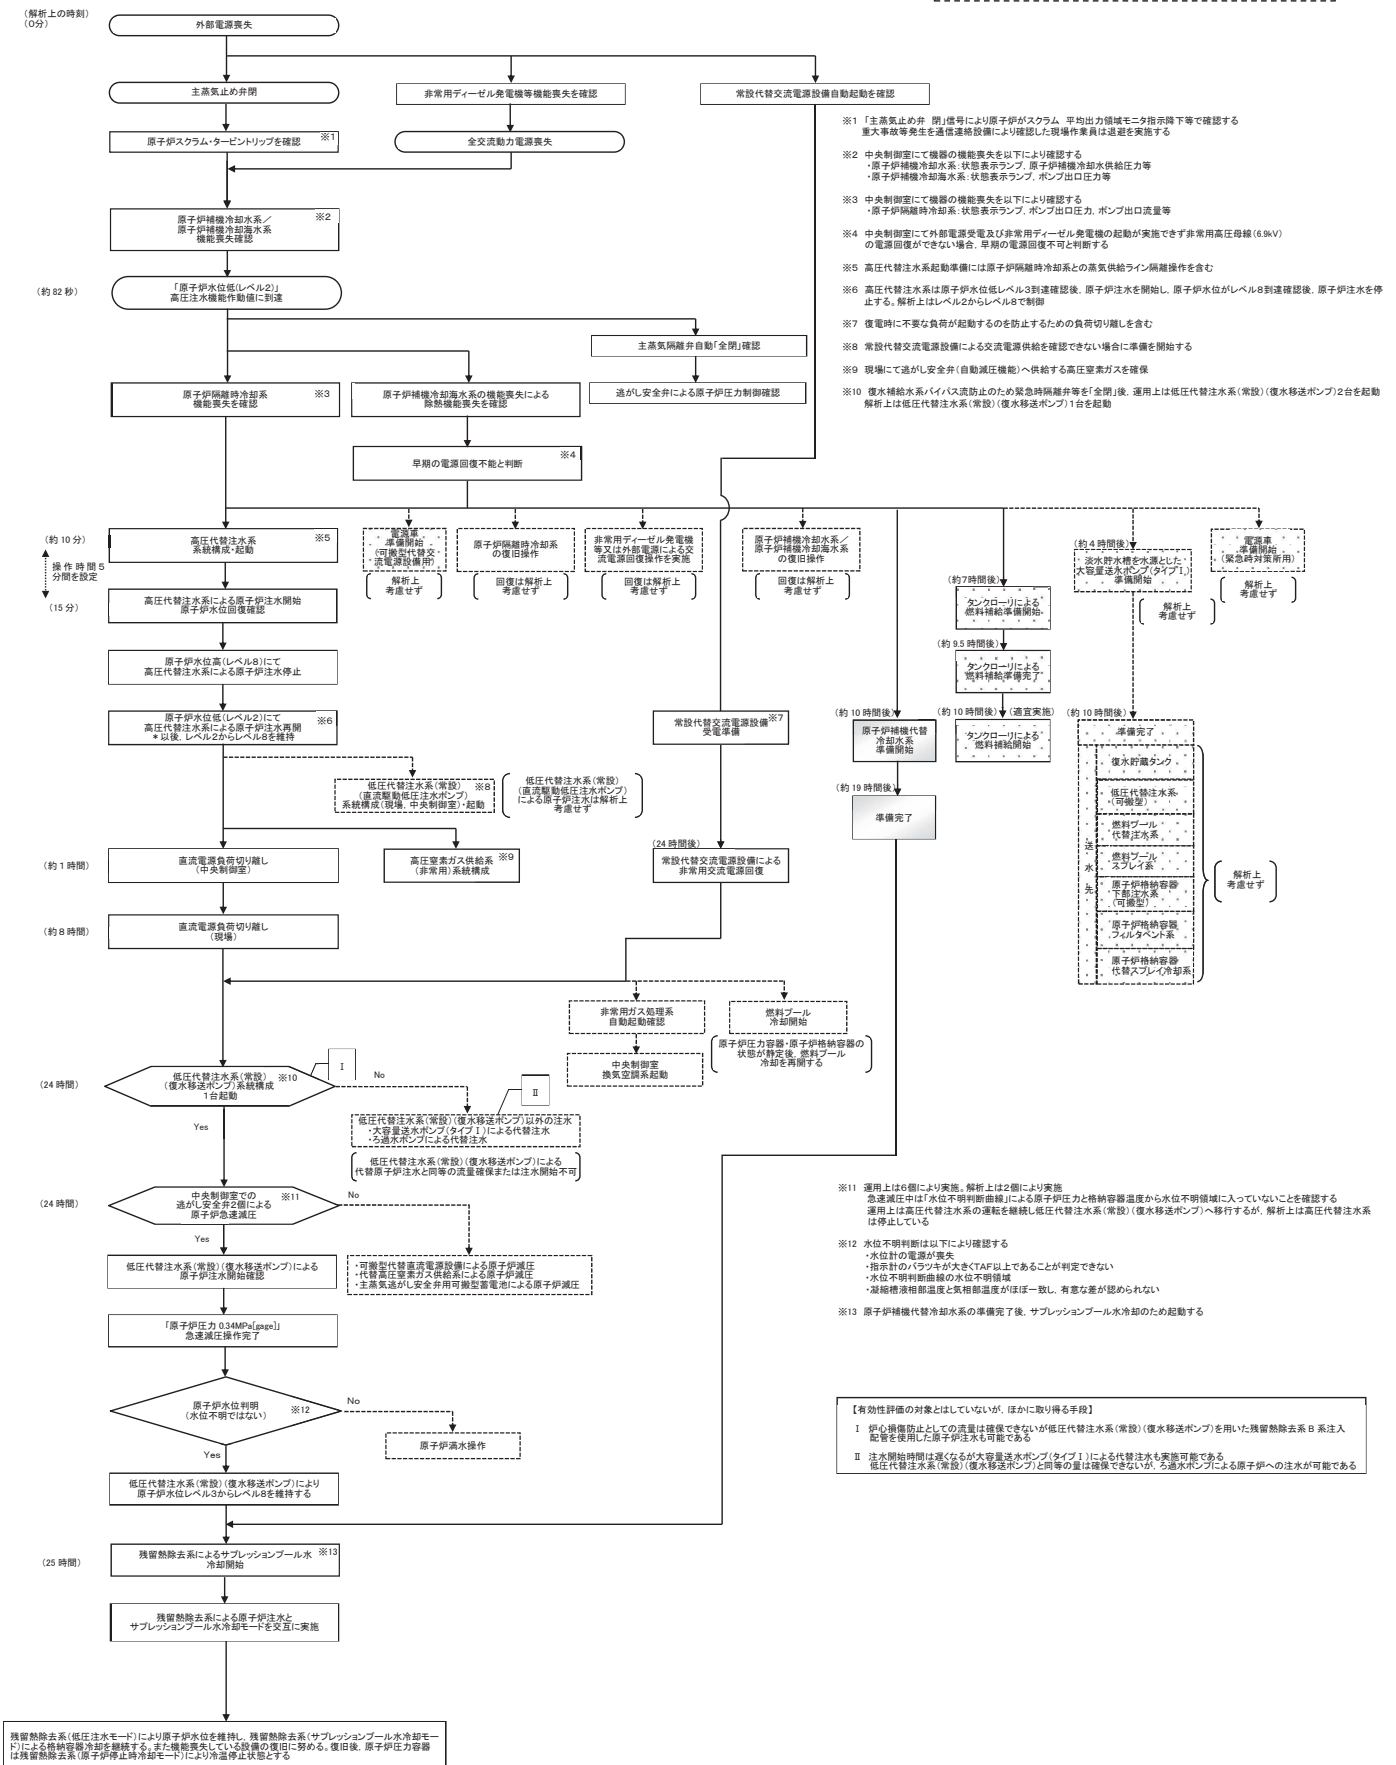 (解析上の時刻)
(0分)
外部電源喪失
主蒸気止め弁閉
非常用ディーゼル発電機等機能喪失を確認
常設代替交流電源設備自動起動を確認
原子炉スクラム・タービントリップを確認
※1
全交流動力電源喪失
原子炉補機冷却水系/
原子炉補機冷却海水系
機能喪失確認
※2
(約82秒)
「原子炉水位低(レベル2)」
高圧注水機能作動値に到達
主蒸気隔離弁自動「全閉」確認
原子炉隔離時冷却系
機能喪失を確認
※3
原子炉補機冷却海水系の機能喪失による
除熱機能喪失を確認
逃がし安全弁による原子炉圧力制御確認
早期の電源回復不能と判断
※4
※1 「主蒸気止め弁 閉」信号により原子炉がスクラム 平均出力領域モニタ指示降下等で確認する
重大事故等発生を通信連絡設備により確認した現場作業員は退避を実施する
※2 中央制御室にて機器の機能喪失を以下により確認する
・原子炉補機冷却水系:状態表示ランプ, 原子炉補機冷却水供給圧力等
・原子炉補機冷却海水系:状態表示ランプ, ポンプ出口圧力等
※3 中央制御室にて機器の機能喪失を以下により確認する
・原子炉隔離時冷却系:状態表示ランプ, ポンプ出口圧力, ポンプ出口流量等
※4 中央制御室にて外部電源受電及び非常用ディーゼル発電機の起動が実施できず非常用高圧母線(6.9kV)
の電源回復ができない場合, 早期の電源回復不可と判断する
※5 高圧代替注水系起動準備には原子炉隔離時冷却系との蒸気供給ライン隔離操作を含む
※6 高圧代替注水系は原子炉水位低レベル3到達確認後, 原子炉注水を開始し, 原子炉水位がレベル8到達確認後, 原子炉注水を停
止する。解析上はレベル2からレベル8で制御
※7 復電時に不要な負荷が起動するのを防止するための負荷切り離しを含む
※8 常設代替交流電源設備による交流電源供給を確認できない場合に準備を開始する
※9 現場にて逃がし安全弁(自動減圧機能)へ供給する高圧窒素ガスを確保
※10 復水補給水系バイパス流防止のため緊急時隔離弁等を「全閉」後, 運用上は低圧代替注水系(常設)(復水移送ポンプ)2台を起動
解析上は低圧代替注水系(常設)(復水移送ポンプ)1台を起動
(約10分)
操作時間5
分間を設定
(15分)
高圧代替注水系
系統構成・起動
※5
電源車
準備開始
(可搬型代替交
流電源設備用)
解析上
考慮せず
原子炉隔離時冷却系
の復旧操作
回復は解析上
考慮せず
非常用ディーゼル発電機
等又は外部電源による交
流電源回復操作を実施
回復は解析上
考慮せず
原子炉補機冷却水系/
原子炉補機冷却海水系
の復旧操作
回復は解析上
考慮せず
(約4時間後)
淡水貯水槽を水源とした
大容量送水ポンプ(タイプⅠ)
準備開始
解析上
考慮せず
電源車
準備開始
(緊急時対策所用)
解析上
考慮せず
高圧代替注水系による原子炉注水開始
原子炉水位回復確認
(約7時間後)
タンクローリによる
燃料補給準備開始
(約9.5時間後)
タンクローリによる
燃料補給準備完了
(約10時間後)
(適宜実施)
タンクローリによる
燃料補給開始
原子炉水位高(レベル8)にて
高圧代替注水系による原子炉注水停止
原子炉水位低(レベル2)にて
高圧代替注水系による原子炉注水再開
*以後, レベル2からレベル8を維持
※6
常設代替交流電源設備
受電準備
※7
(約10時間後)
原子炉補機代替
冷却水系
準備開始
(約19時間後)
準備完了
(約10時間後)
準備完了
送
水
先
復水貯蔵タンク
低圧代替注水系
(可搬型)
燃料プール
代替注水系
燃料プール
スプレイ系
原子炉格納容器
下部注水系
(可搬型)
原子炉格納容器
フィルタベント系
原子炉格納容器
代替スプレイ冷却系
解析上
考慮せず
低圧代替注水系(常設)
(直流駆動低圧注水ポンプ)
系統構成(現場, 中央制御室)・起動
※8
低圧代替注水系(常設)
(直流駆動低圧注水ポンプ)
による原子炉注水は解析上
考慮せず
(約1時間)
直流電源負荷切り離し
(中央制御室)
高圧窒素ガス供給系
(非常用)系統構成
※9
(24時間後)
常設代替交流電源設備による
非常用交流電源回復
(約8時間)
直流電源負荷切り離し
(現場)
非常用ガス処理系
自動起動確認
燃料プール
冷却開始
原子炉圧力容器・原子炉格納容器の
状態が静定後, 燃料プール
冷却を再開する
中央制御室
換気空調系起動
(24時間)
低圧代替注水系(常設)
(復水移送ポンプ)系統構成
1台起動
※10
Ⅰ
No
Ⅱ
Yes
低圧代替注水系(常設)(復水移送ポンプ)以外の注水
・大容量送水ポンプ(タイプⅠ)による代替注水
・ろ過水ポンプによる代替注水
低圧代替注水系(常設)(復水移送ポンプ)による
代替原子炉注水と同等の流量確保または注水開始不可
(24時間)
中央制御室での
逃がし安全弁2個による
原子炉急速減圧
※11
No
Yes
・可搬型代替直流電源設備による原子炉減圧
・代替高圧窒素ガス供給系による原子炉減圧
・主蒸気逃がし安全弁用可搬型蓄電池による原子炉減圧
低圧代替注水系(常設)(復水移送ポンプ)による
原子炉注水開始確認
「原子炉圧力 0.34MPa[gage]」
急速減圧操作完了
原子炉水位判明
(水位不明ではない)
※12
No
原子炉満水操作
Yes
低圧代替注水系(常設)(復水移送ポンプ)により
原子炉水位レベル3からレベル8を維持する
(25時間)
残留熱除去系によるサプレッションプール水
冷却開始
※13
残留熱除去系による原子炉注水と
サプレッションプール水冷却モードを交互に実施
残留熱除去系(低圧注水モード)により原子炉水位を維持し, 残留熱除去系(サプレッションプール水冷却モー
ド)による格納容器冷却を継続する。また機能喪失している設備の復旧に努める。復旧後, 原子炉圧力容器
は残留熱除去系(原子炉停止時冷却モード)により冷温停止状態とする
※11 運用上は6個により実施。解析上は2個により実施
急速減圧中は「水位不明判断曲線」による原子炉圧力と格納容器温度から水位不明領域に入っていないことを確認する
運用上は高圧代替注水系の運転を継続し低圧代替注水系(常設)(復水移送ポンプ)へ移行するが, 解析上は高圧代替注水系
は停止している
※12 水位不明判断は以下により確認する
・水位計の電源が喪失
・指示計のバラツキが大きくTAF以上であることが判定できない
・水位不明判断曲線の水位不明領域
・凝縮槽液相部温度と気相部温度がほぼ一致し, 有意な差が認められない
※13 原子炉補機代替冷却水系の準備完了後, サプレッションプール水冷却のため起動する
【有効性評価の対象とはしていないが, ほかに取り得る手段】
Ⅰ 炉心損傷防止としての流量は確保できないが低圧代替注水系(常設)(復水移送ポンプ)を用いた残留熱除去系B系注入
配管を使用した原子炉注水も可能である
Ⅱ 注水開始時間は遅くなるが大容量送水ポンプ(タイプⅠ)による代替注水も実施可能である
低圧代替注水系(常設)(復水移送ポンプ)と同等の量は確保できないが, ろ過水ポンプによる原子炉への注水が可能である